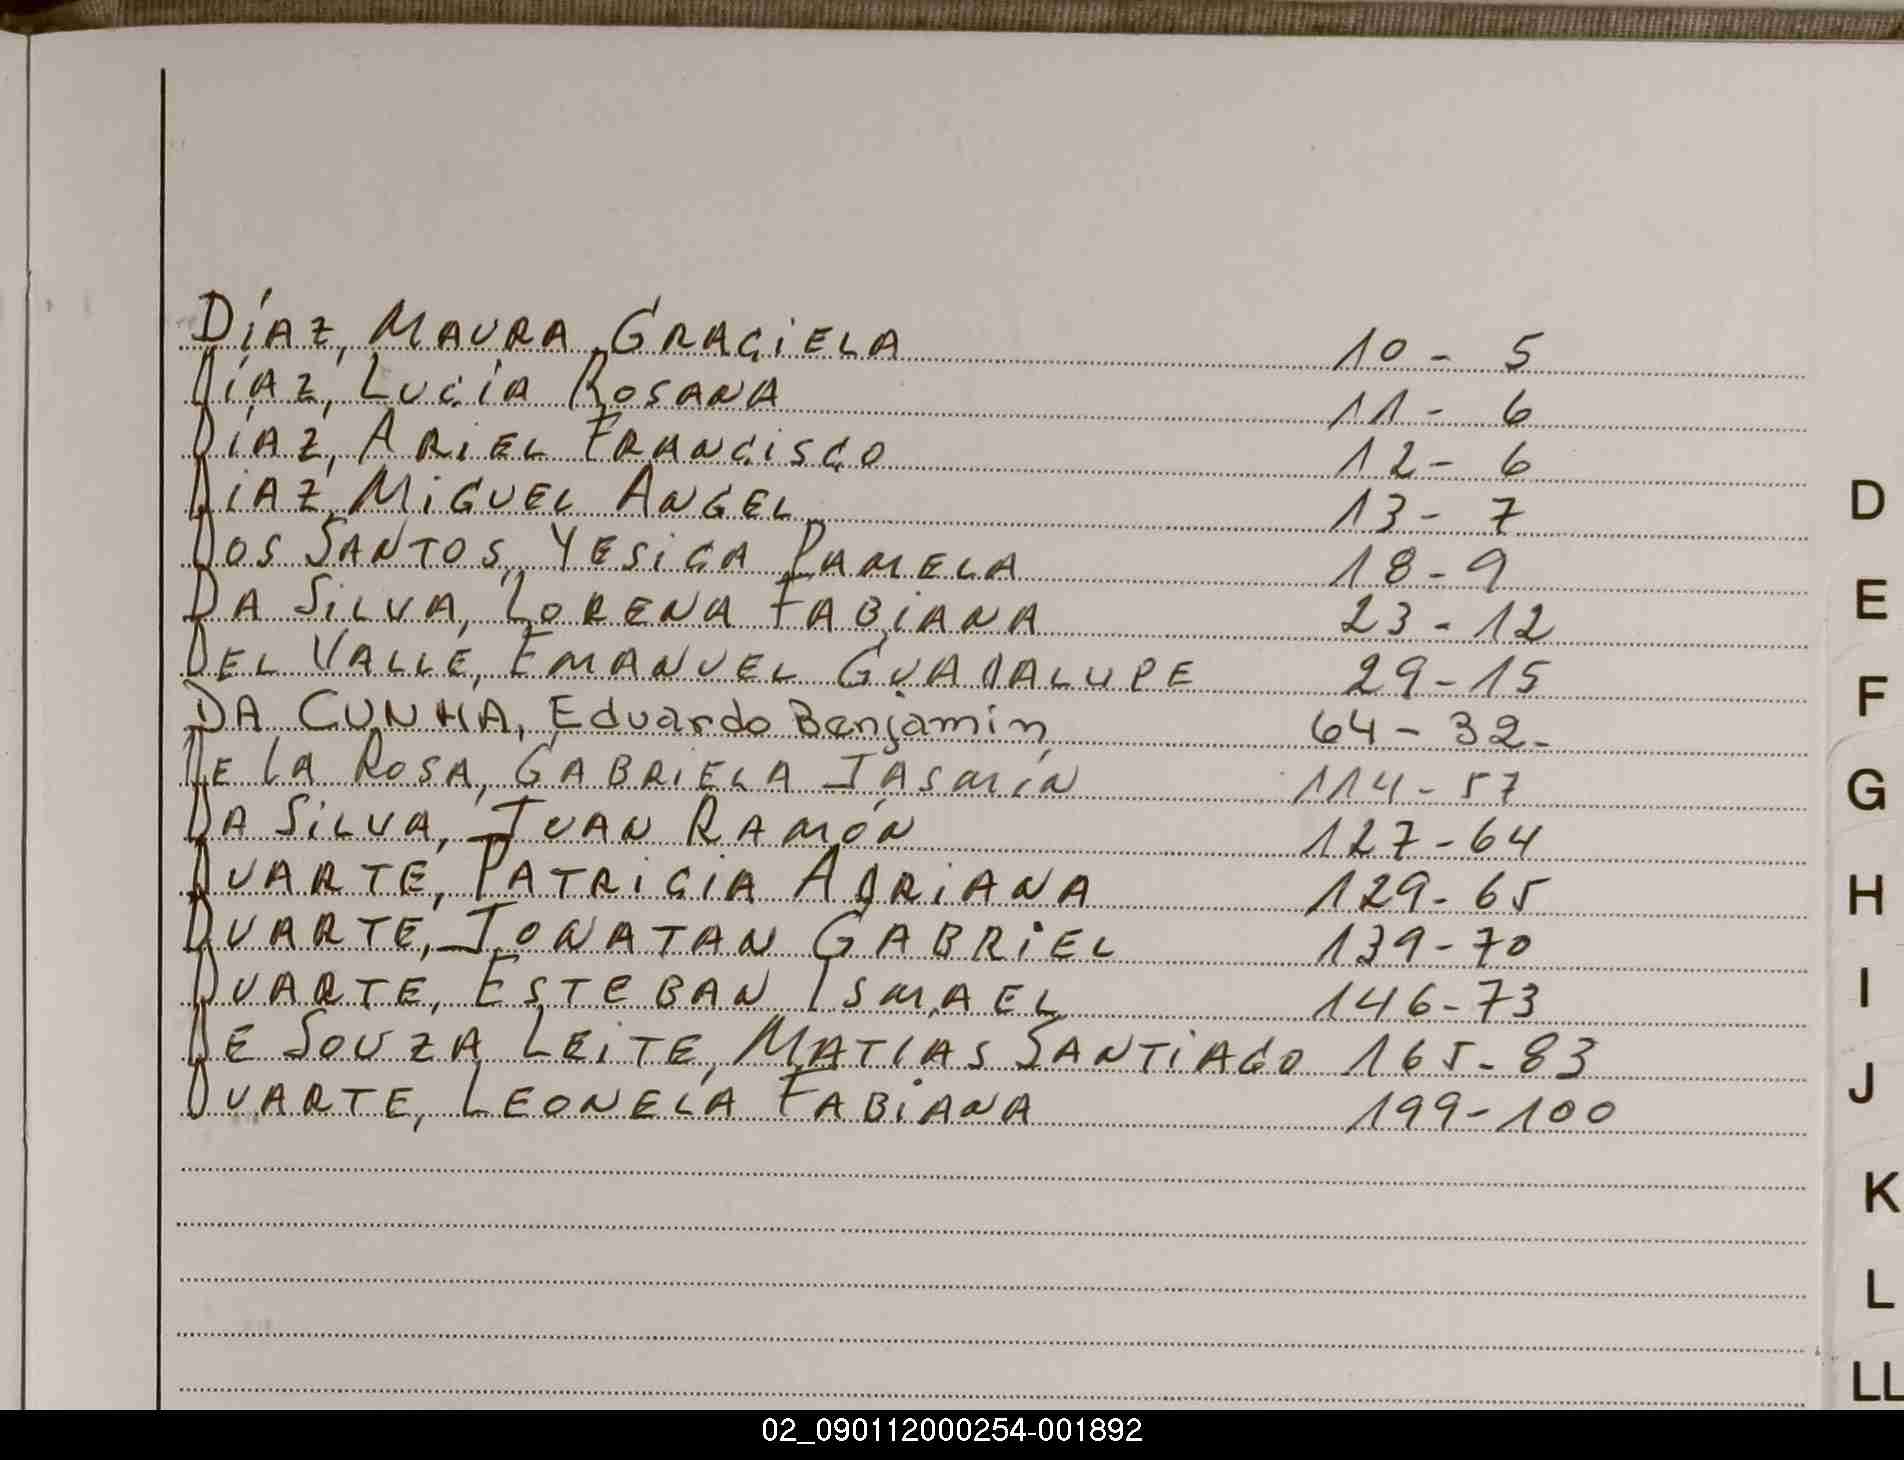 Díaz, Maura Graciela 10 - 5
Díaz, Lucía Rosana 11 - 6
Díaz, Ariel Francisco 12 - 6
Díaz, Miguel Angel 13 - 7
Dos Santos, Yesica Pamela 18 - 9
Da Silva, Lorena Fabiana 23 - 12
Del Valle, Emanuel Guadalupe 29 - 15
DA CUNHA, Eduardo Benjamin 64 - 32-
De la Rosa, Gabriela Jasmín 114 - 57
Da Silva, Juan Ramón 127 - 64
Duarte, Patricia Adriana 129 - 65
Duarte, Jonatan Gabriel 139 - 70
Duarte, Esteban Ismael 146 - 73
De Souza Leite, Matías Santiago 165 - 83
Duarte, Leonela Fabiana 199 - 100
D
E
F
G
H
I
J
K
L
LL
02_090112000254-001892